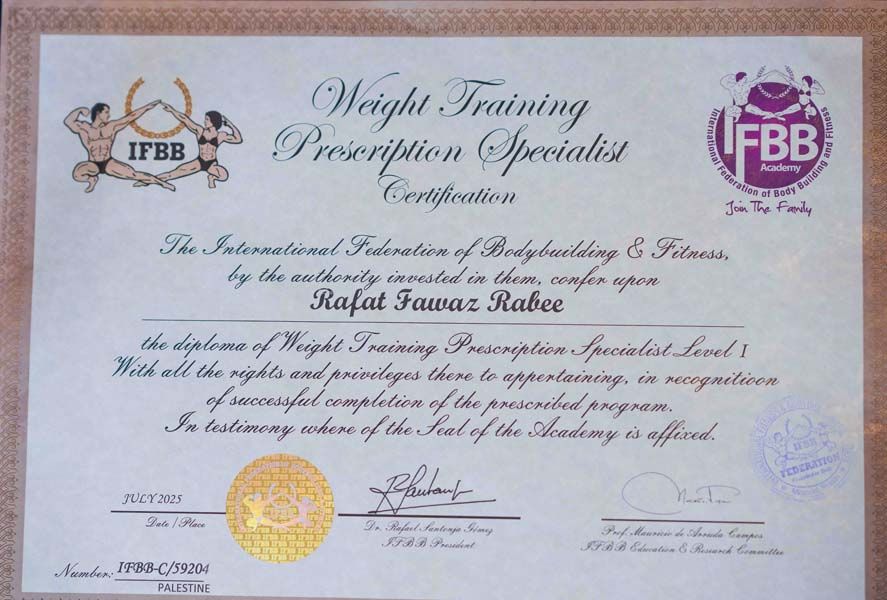 Weight Training
Prescription Specialist
Certification
IFBB
IFBB
Academy
International Federation of Body Building and Fitness
Join The Family
The International Federation of Bodybuilding & Fitness,
by the authority invested in them, confer upon
Rafat Fawaz Rabee
the diploma of Weight Training Prescription Specialist Level I
With all the rights and privileges there to appertaining, in recognitioon
of successful completion of the prescribed program.
In testimony where of the Seal of the Academy is affixed.
IFBB
FEDERATION
JULY 2025
Date / Place
Dr. Rafael Santonja Gómez
IFBB President
Prof. Mauricio de Arruda Campos
IFBB Education & Research Committee
Number: IFBB-C/59204
PALESTINE